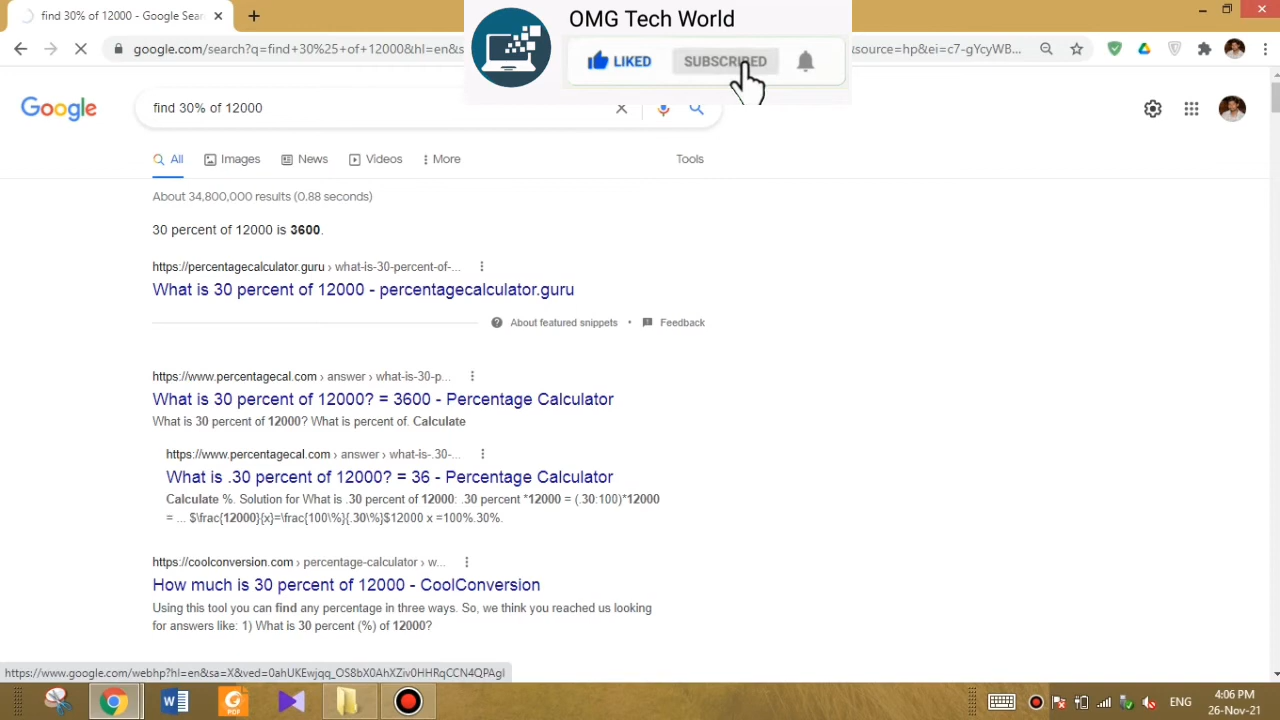 find 30% of 12000 - Google Sear
OMG Tech World
LIKED
SUBSCRIBED
google.com/search?q=find+30%25+of+12000&hl=en&s
&source=hp&ei=c7-gYcyWB...
Google
find 30% of 12000
All
Images
News
Videos
More
Tools
About 34,800,000 results (0.88 seconds)
30 percent of 12000 is 3600.
https://percentagecalculator.guru › what-is-30-percent-of-...
What is 30 percent of 12000 - percentagecalculator.guru
About featured snippets • Feedback
https://www.percentagecal.com › answer › what-is-30-p...
What is 30 percent of 12000? = 3600 - Percentage Calculator
What is 30 percent of 12000? What is percent of. Calculate
https://www.percentagecal.com › answer › what-is-.30-...
What is .30 percent of 12000? = 36 - Percentage Calculator
Calculate %. Solution for What is .30 percent of 12000: .30 percent *12000 = (.30:100)*12000
= ... $\frac{12000}{x}=\frac{100\%}{.30\%}$12000 x =100%.30%.
https://coolconversion.com › percentage-calculator › w...
How much is 30 percent of 12000 - CoolConversion
Using this tool you can find any percentage in three ways. So, we think you reached us looking
for answers like: 1) What is 30 percent (%) of 12000?
https://www.google.com/webhp?hl=en&sa=X&ved=0ahUKEwjqq_OS8bX0AhXZiv0HHRqCCN4QPAgI
PDF
ENG
4:06 PM
26-Nov-21